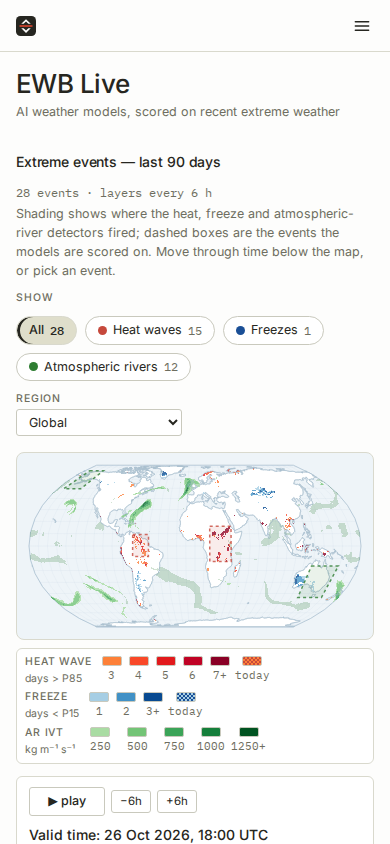 EWB Live
AI weather models, scored on recent extreme weather
Extreme events — last 90 days
28 events · layers every 6 h
Shading shows where the heat, freeze and atmospheric-
river detectors fired; dashed boxes are the events the
models are scored on. Move through time below the map,
or pick an event.
SHOW
All 28
Heat waves 15
Freezes 1
Atmospheric rivers 12
REGION
Global
HEAT WAVE
days > P85
3 4 5 6 7+ today
FREEZE
days < P15
1 2 3+ today
AR IVT
kg m⁻¹ s⁻¹
250 500 750 1000 1250+
▶ play
−6h
+6h
Valid time: 26 Oct 2026, 18:00 UTC